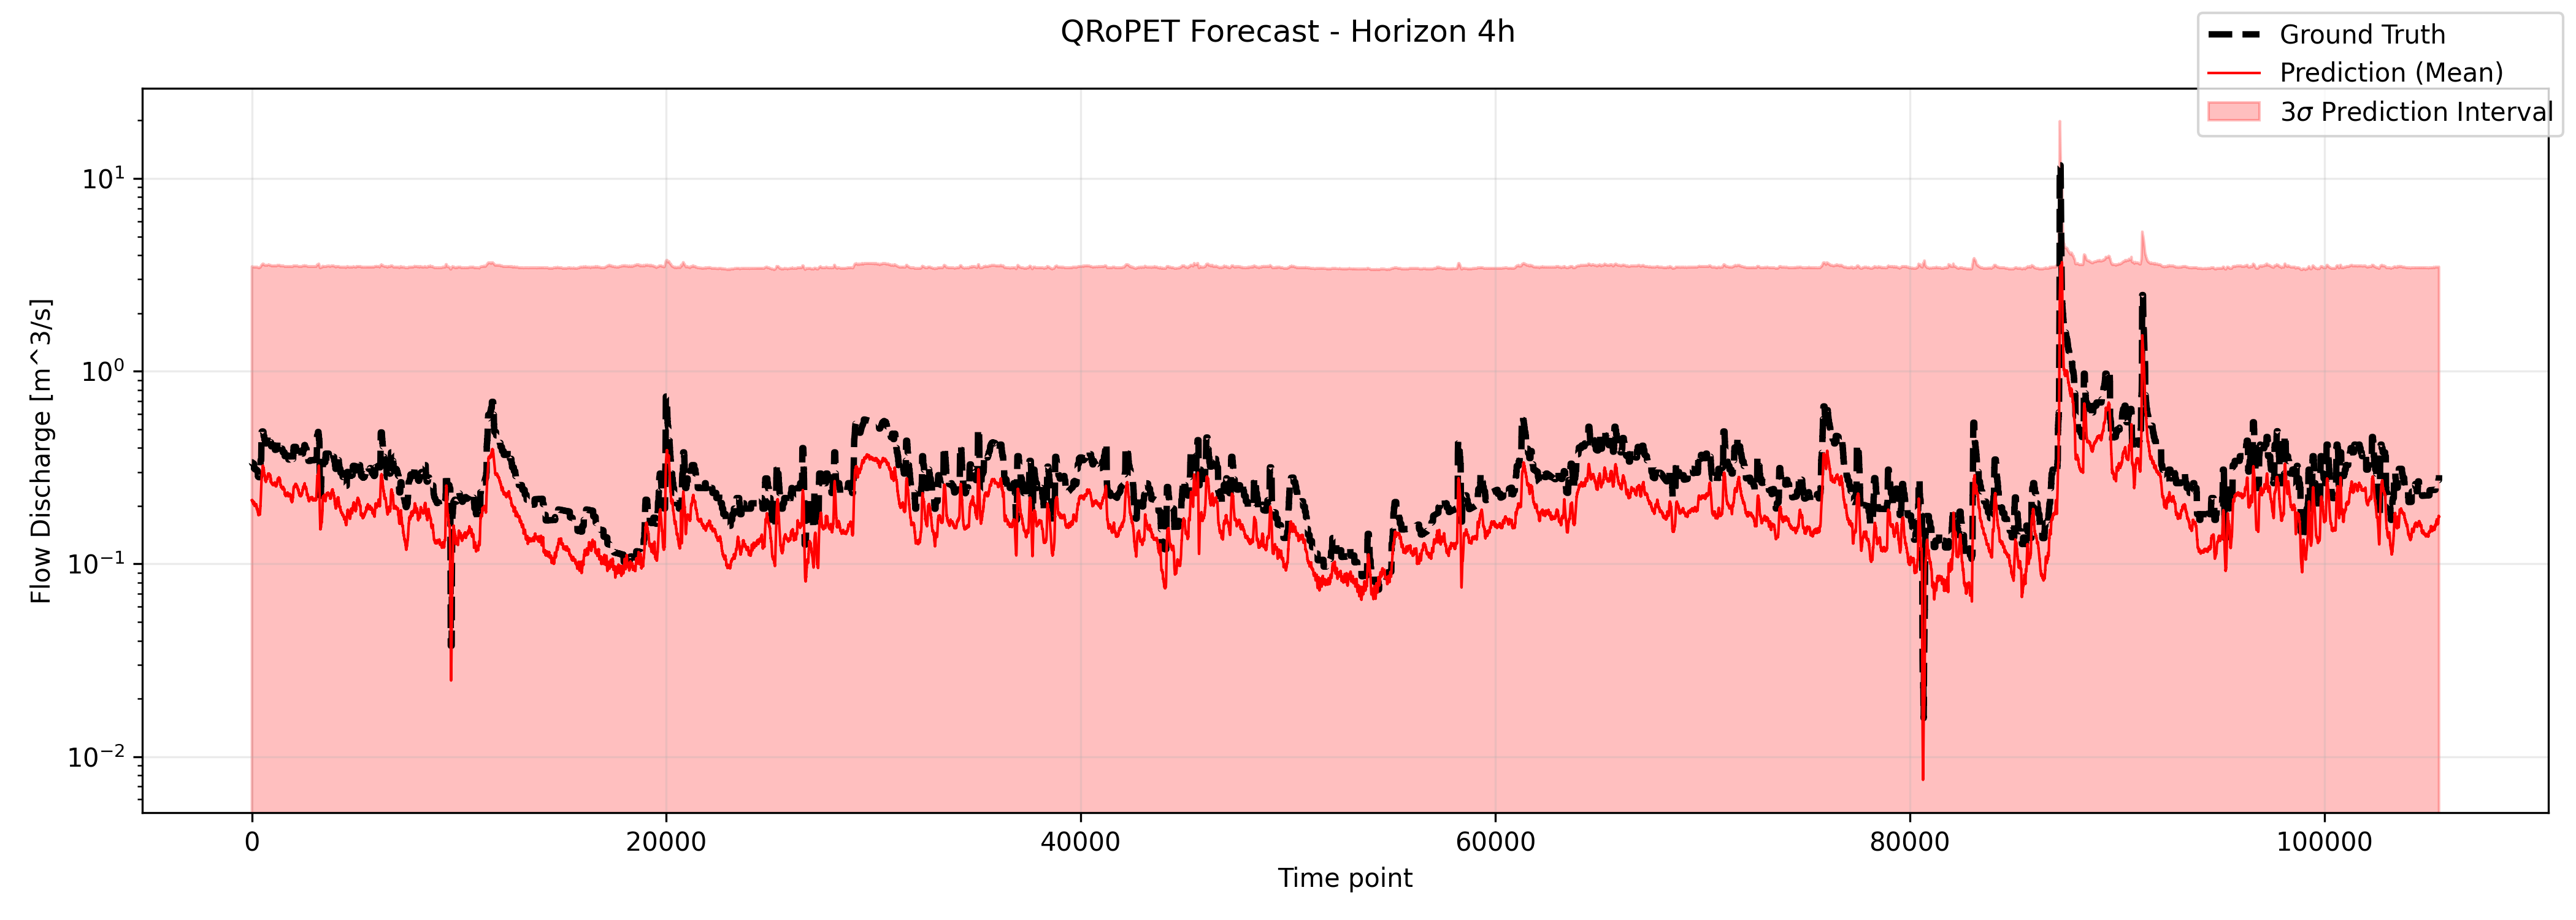 QRoPET Forecast - Horizon 4h
Ground Truth
Prediction (Mean)
3σ Prediction Interval
Flow Discharge [m^3/s]
10¹
10⁰
10⁻¹
10⁻²
0 20000 40000 60000 80000 100000
Time point